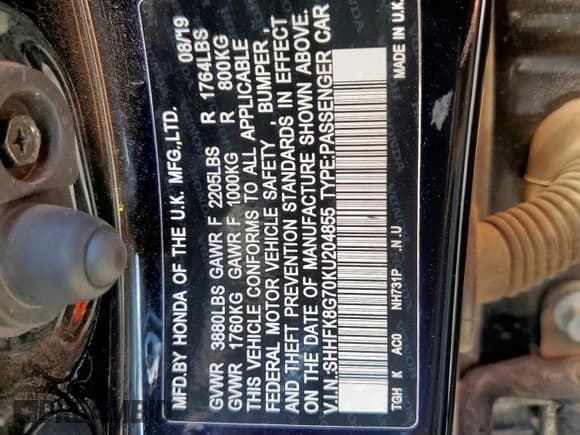 MFD.BY HONDA OF THE U.K. MFG.,LTD. 08/19
GVWR 3880LBS GAWR F 2205LBS R 1764LBS
GVWR 1760KG GAWR F 1000KG R 800KG
THIS VEHICLE CONFORMS TO ALL APPLICABLE
FEDERAL MOTOR VEHICLE SAFETY , BUMPER ,
AND THEFT PREVENTION STANDARDS IN EFFECT
ON THE DATE OF MANUFACTURE SHOWN ABOVE.
V.I.N.:SHHFK8G70KU204855 TYPE:PASSENGER CAR
TGH K AC0 NH731P .N.U MADE IN U.K.